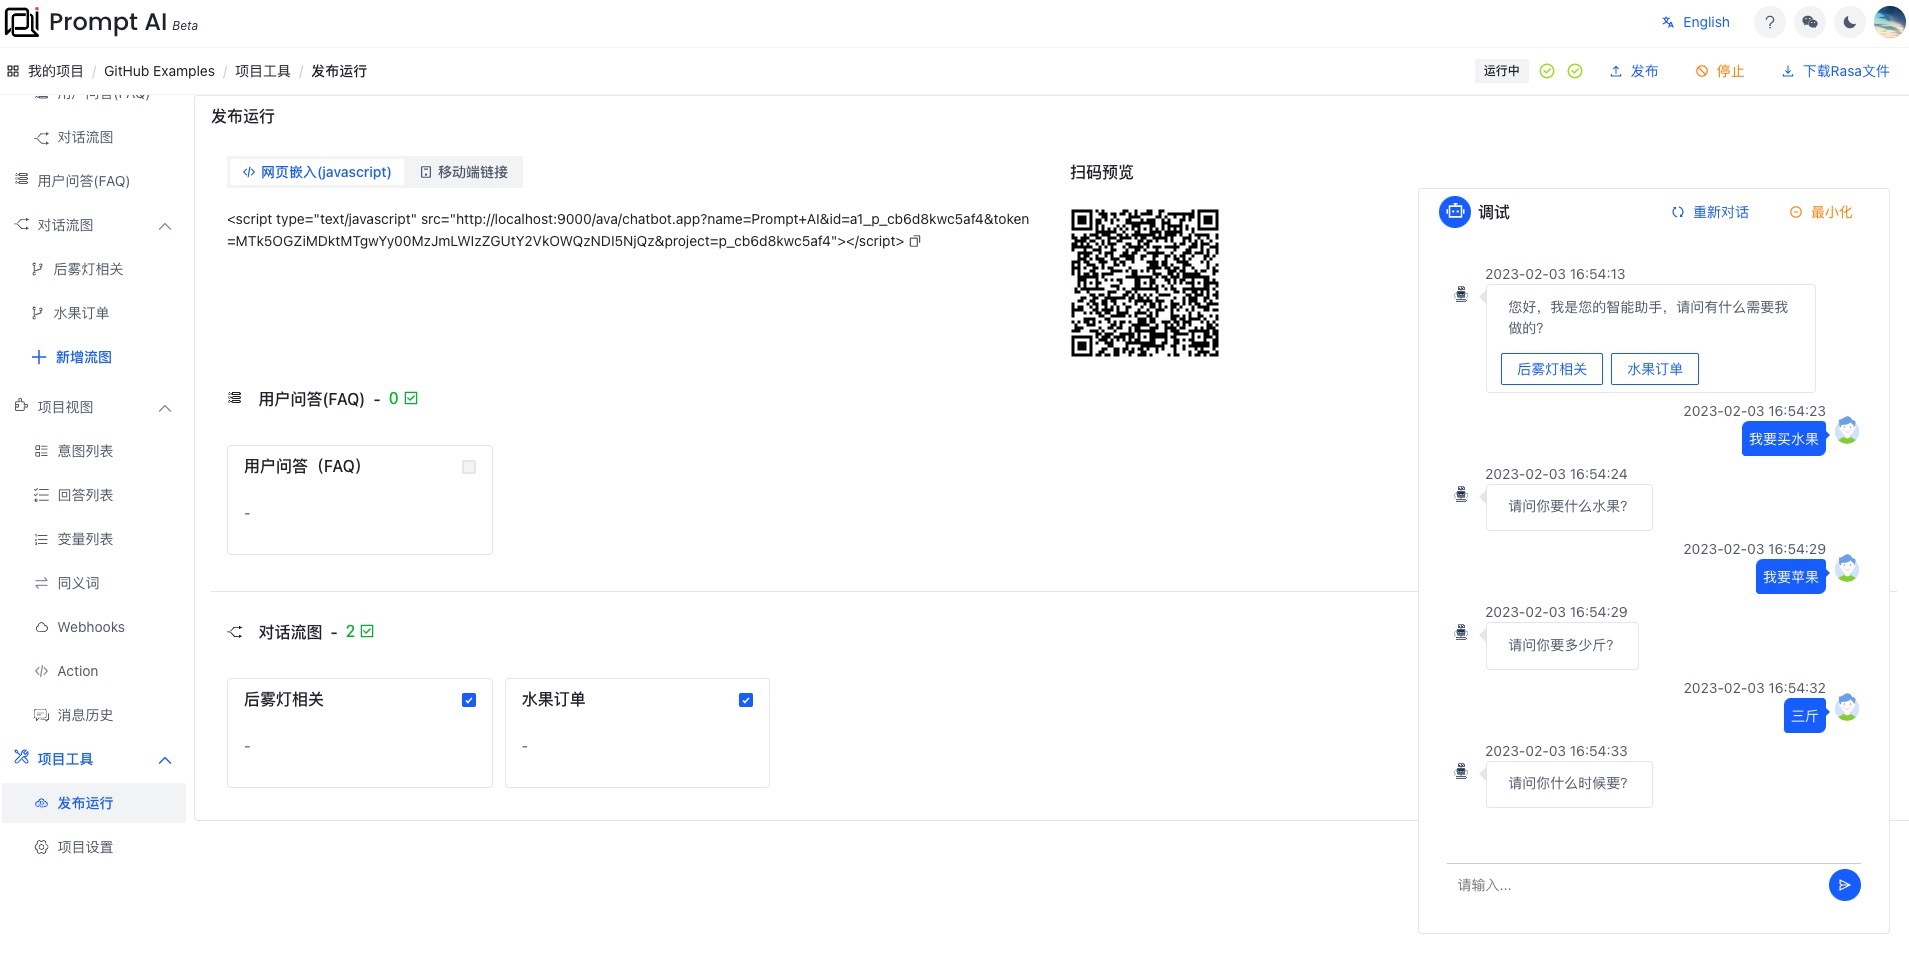 Prompt AI Beta
English
我的项目 / GitHub Examples / 项目工具 / 发布运行
运行中
发布
停止
下载Rasa文件
用户问答(FAQ)
对话流图
用户问答(FAQ)
对话流图
后雾灯相关
水果订单
新增流图
项目视图
意图列表
回答列表
变量列表
同义词
Webhooks
Action
消息历史
项目工具
发布运行
项目设置
发布运行
网页嵌入(javascript)
移动端链接
<script type="text/javascript" src="http://localhost:9000/ava/chatbot.app?name=Prompt+AI&id=a1_p_cb6d8kwc5af4&token
=MTk5OGZiMDktMTgwYy00MzJmLWIzZGUtY2VkOWQzNDI5NjQz&project=p_cb6d8kwc5af4"></script>
扫码预览
用户问答(FAQ) - 0
用户问答（FAQ）
-
对话流图 - 2
后雾灯相关
-
水果订单
-
调试
重新对话
最小化
2023-02-03 16:54:13
您好，我是您的智能助手，请问有什么需要我
做的?
后雾灯相关
水果订单
2023-02-03 16:54:23
我要买水果
2023-02-03 16:54:24
请问你要什么水果?
2023-02-03 16:54:29
我要苹果
2023-02-03 16:54:29
请问你要多少斤?
2023-02-03 16:54:32
三斤
2023-02-03 16:54:33
请问你什么时候要?
请输入...